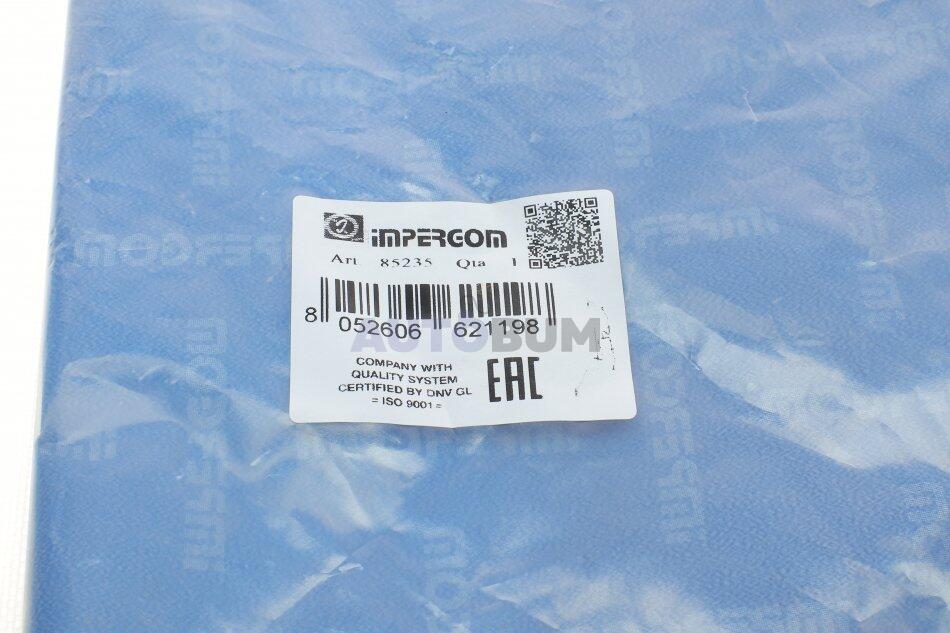 IMPERGOM
Art. 85235 Qta 1
8 052606 621198
AUTOBUM
COMPANY WITH
QUALITY SYSTEM
CERTIFIED BY DNV GL
= ISO 9001 =
EAC